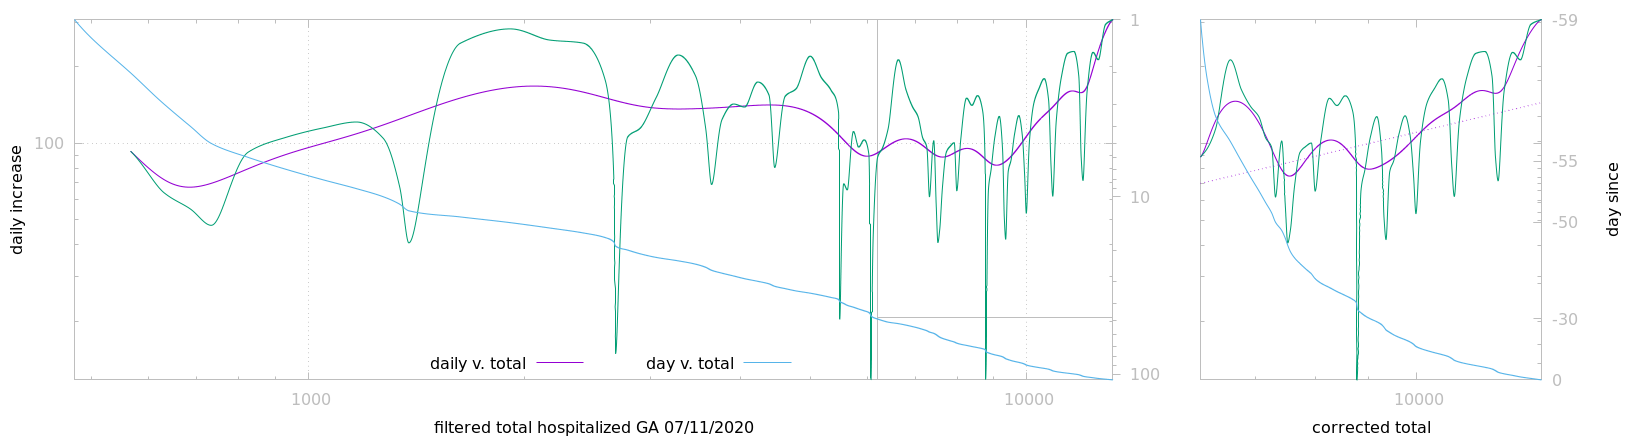 daily increase
100
1
10
100
daily v. total
day v. total
1000
10000
filtered total hospitalized GA 07/11/2020
-59
-55
-50
-30
0
day since
10000
corrected total